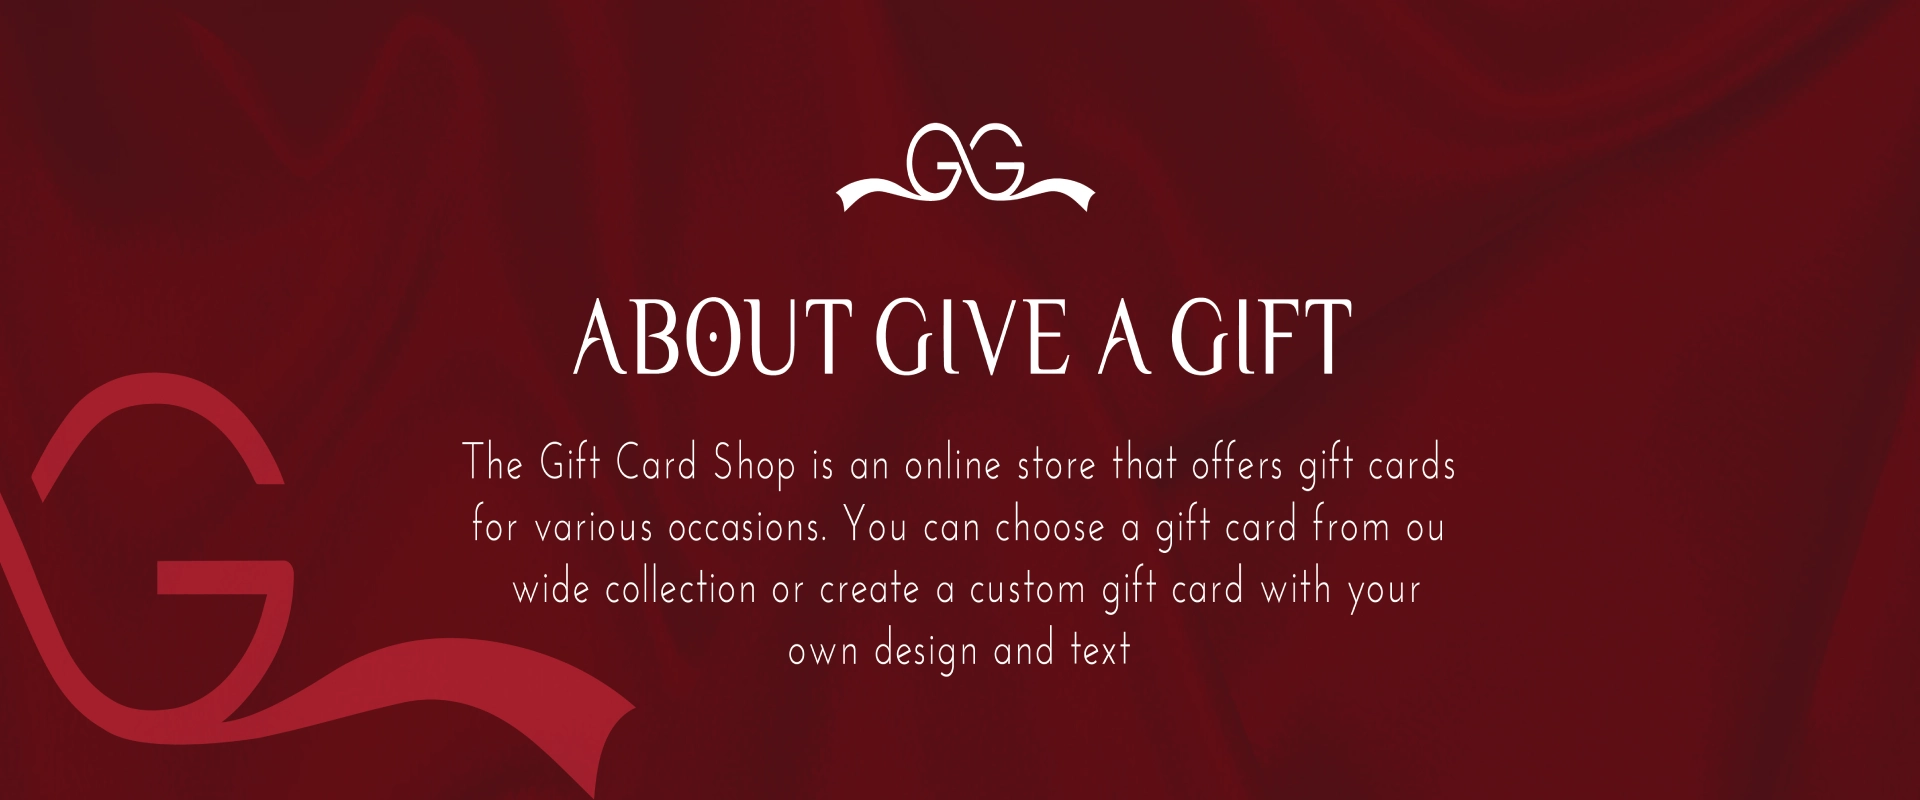 GG
ABOUT GIVE A GIFT
The Gift Card Shop is an online store that offers gift cards
for various occasions. You can choose a gift card from ou
wide collection or create a custom gift card with your
own design and text
G